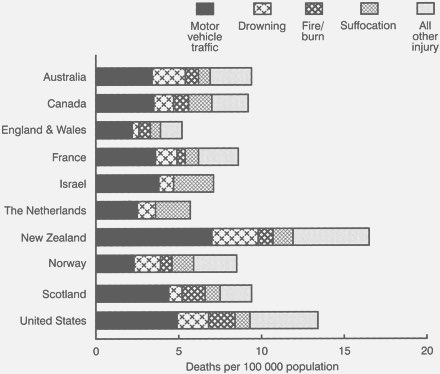 Motor
vehicle
traffic
Drowning
Fire/
burn
Suffocation
All
other
injury
Australia
Canada
England & Wales
France
Israel
The Netherlands
New Zealand
Norway
Scotland
United States
0 5 10 15 20
Deaths per 100 000 population